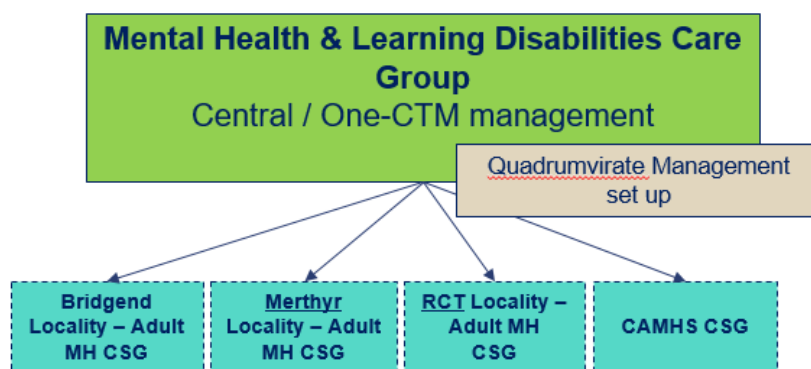 Mental Health & Learning Disabilities Care
Group
Central / One-CTM management
Quadrumvirate Management
set up
Bridgend
Locality – Adult
MH CSG
Merthyr
Locality – Adult
MH CSG
RCT Locality –
Adult MH
CSG
CAMHS CSG